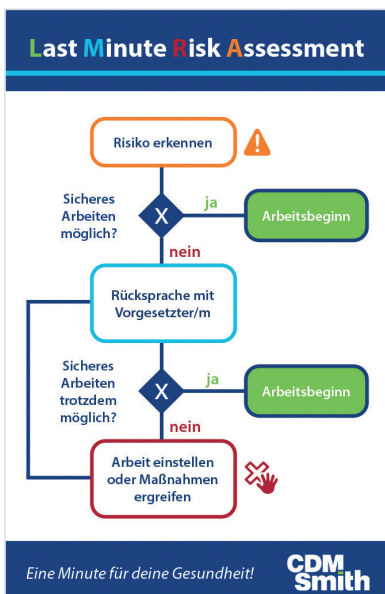 Last Minute Risk Assessment
Risiko erkennen
Sicheres
Arbeiten
möglich?
X
ja
Arbeitsbeginn
nein
Rücksprache mit
Vorgesetzter/m
Sicheres
Arbeiten
trotzdem
möglich?
X
ja
Arbeitsbeginn
nein
Arbeit einstellen
oder Maßnahmen
ergreifen
Eine Minute für deine Gesundheit!
CDM
Smith